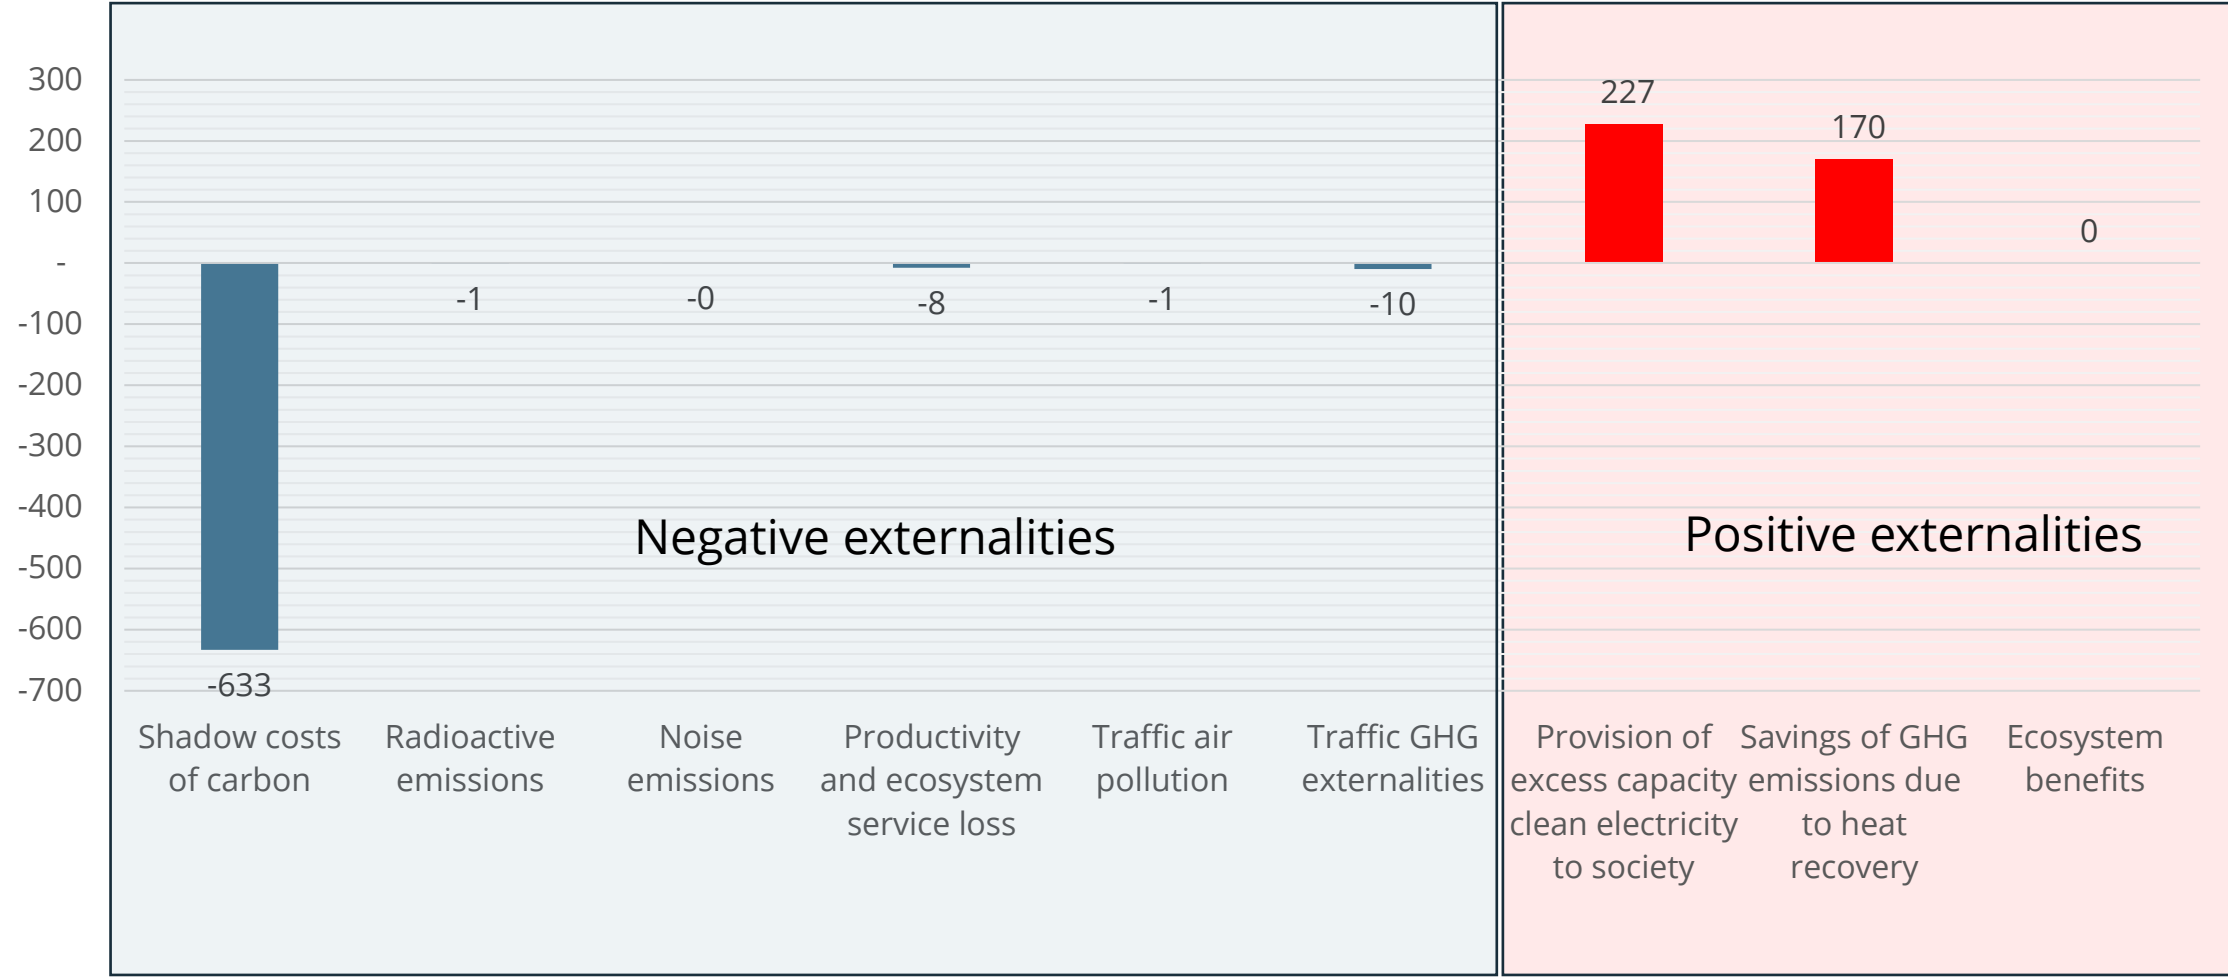 300
200
100
-
-100
-200
-300
-400
-500
-600
-700
-633
-1
-0
-8
-1
-10
227
170
0
Negative externalities
Positive externalities
Shadow costs
of carbon
Radioactive
emissions
Noise
emissions
Productivity
and ecosystem
service loss
Traffic air
pollution
Traffic GHG
externalities
Provision of
excess capacity
clean electricity
to society
Savings of GHG
emissions due
to heat
recovery
Ecosystem
benefits